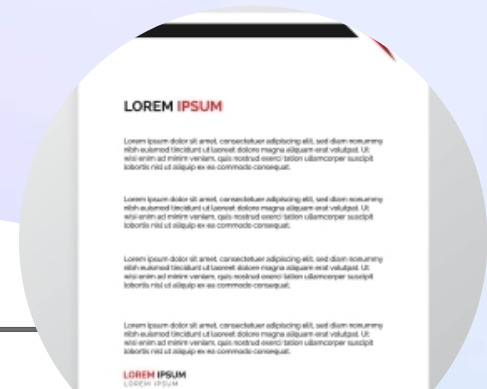 LOREM IPSUM
Lorem ipsum dolor sit amet, consectetuer adipiscing elit, sed diam nonummy
nibh euismod tincidunt ut laoreet dolore magna aliquam erat volutpat. Ut
wisi enim ad minim veniam, quis nostrud exerci tation ullamcorper suscipit
lobortis nisl ut aliquip ex ea commodo consequat.
Lorem ipsum dolor sit amet, consectetuer adipiscing elit, sed diam nonummy
nibh euismod tincidunt ut laoreet dolore magna aliquam erat volutpat. Ut
wisi enim ad minim veniam, quis nostrud exerci tation ullamcorper suscipit
lobortis nisl ut aliquip ex ea commodo consequat.
Lorem ipsum dolor sit amet, consectetuer adipiscing elit, sed diam nonummy
nibh euismod tincidunt ut laoreet dolore magna aliquam erat volutpat. Ut
wisi enim ad minim veniam, quis nostrud exerci tation ullamcorper suscipit
lobortis nisl ut aliquip ex ea commodo consequat.
Lorem ipsum dolor sit amet, consectetuer adipiscing elit, sed diam nonummy
nibh euismod tincidunt ut laoreet dolore magna aliquam erat volutpat. Ut
wisi enim ad minim veniam, quis nostrud exerci tation ullamcorper suscipit
lobortis nisl ut aliquip ex ea commodo consequat.
LOREM IPSUM
LOREM IPSUM